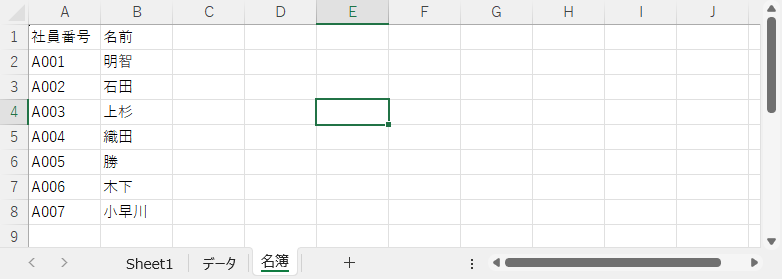 A B C D E F G H I J
1 社員番号 名前
2 A001 明智
3 A002 石田
4 A003 上杉
5 A004 織田
6 A005 勝
7 A006 木下
8 A007 小早川
9
Sheet1 データ 名簿 +